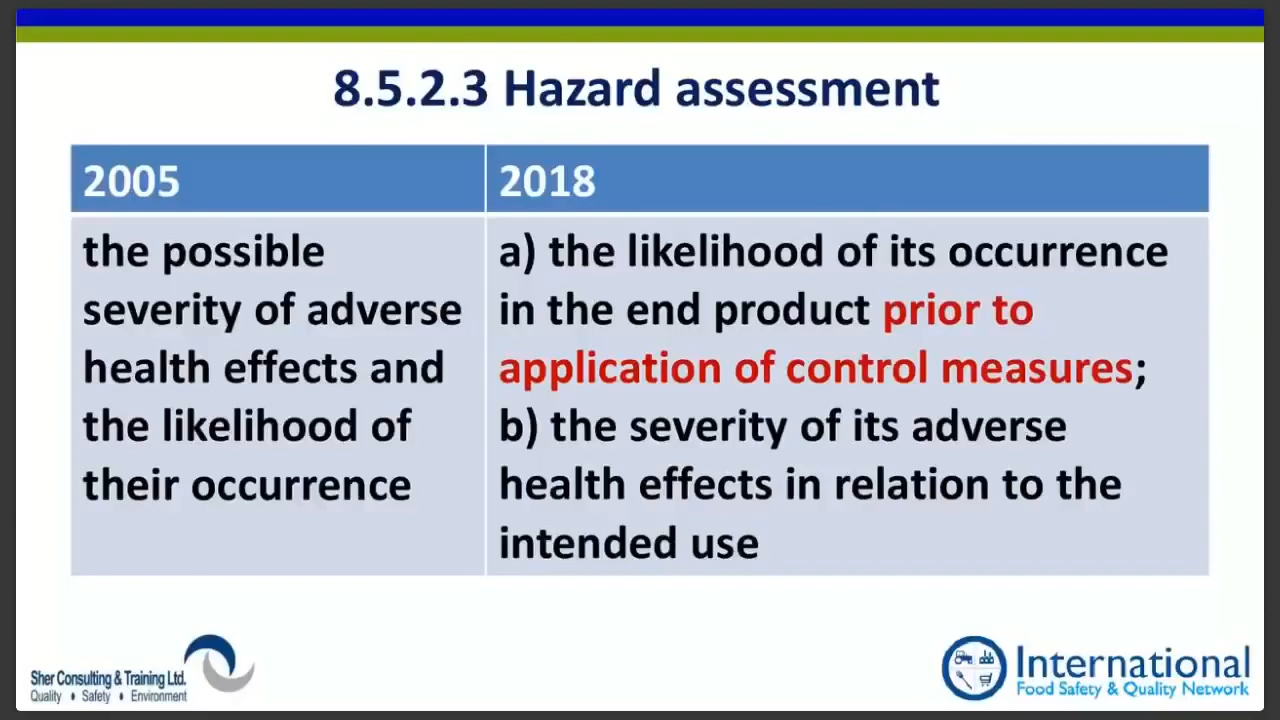 8.5.2.3 Hazard assessment
2005
2018
the possible
severity of adverse
health effects and
the likelihood of
their occurrence
a) the likelihood of its occurrence
in the end product prior to
application of control measures;
b) the severity of its adverse
health effects in relation to the
intended use
Sher Consulting & Training Ltd.
Quality • Safety • Environment
International
Food Safety & Quality Network